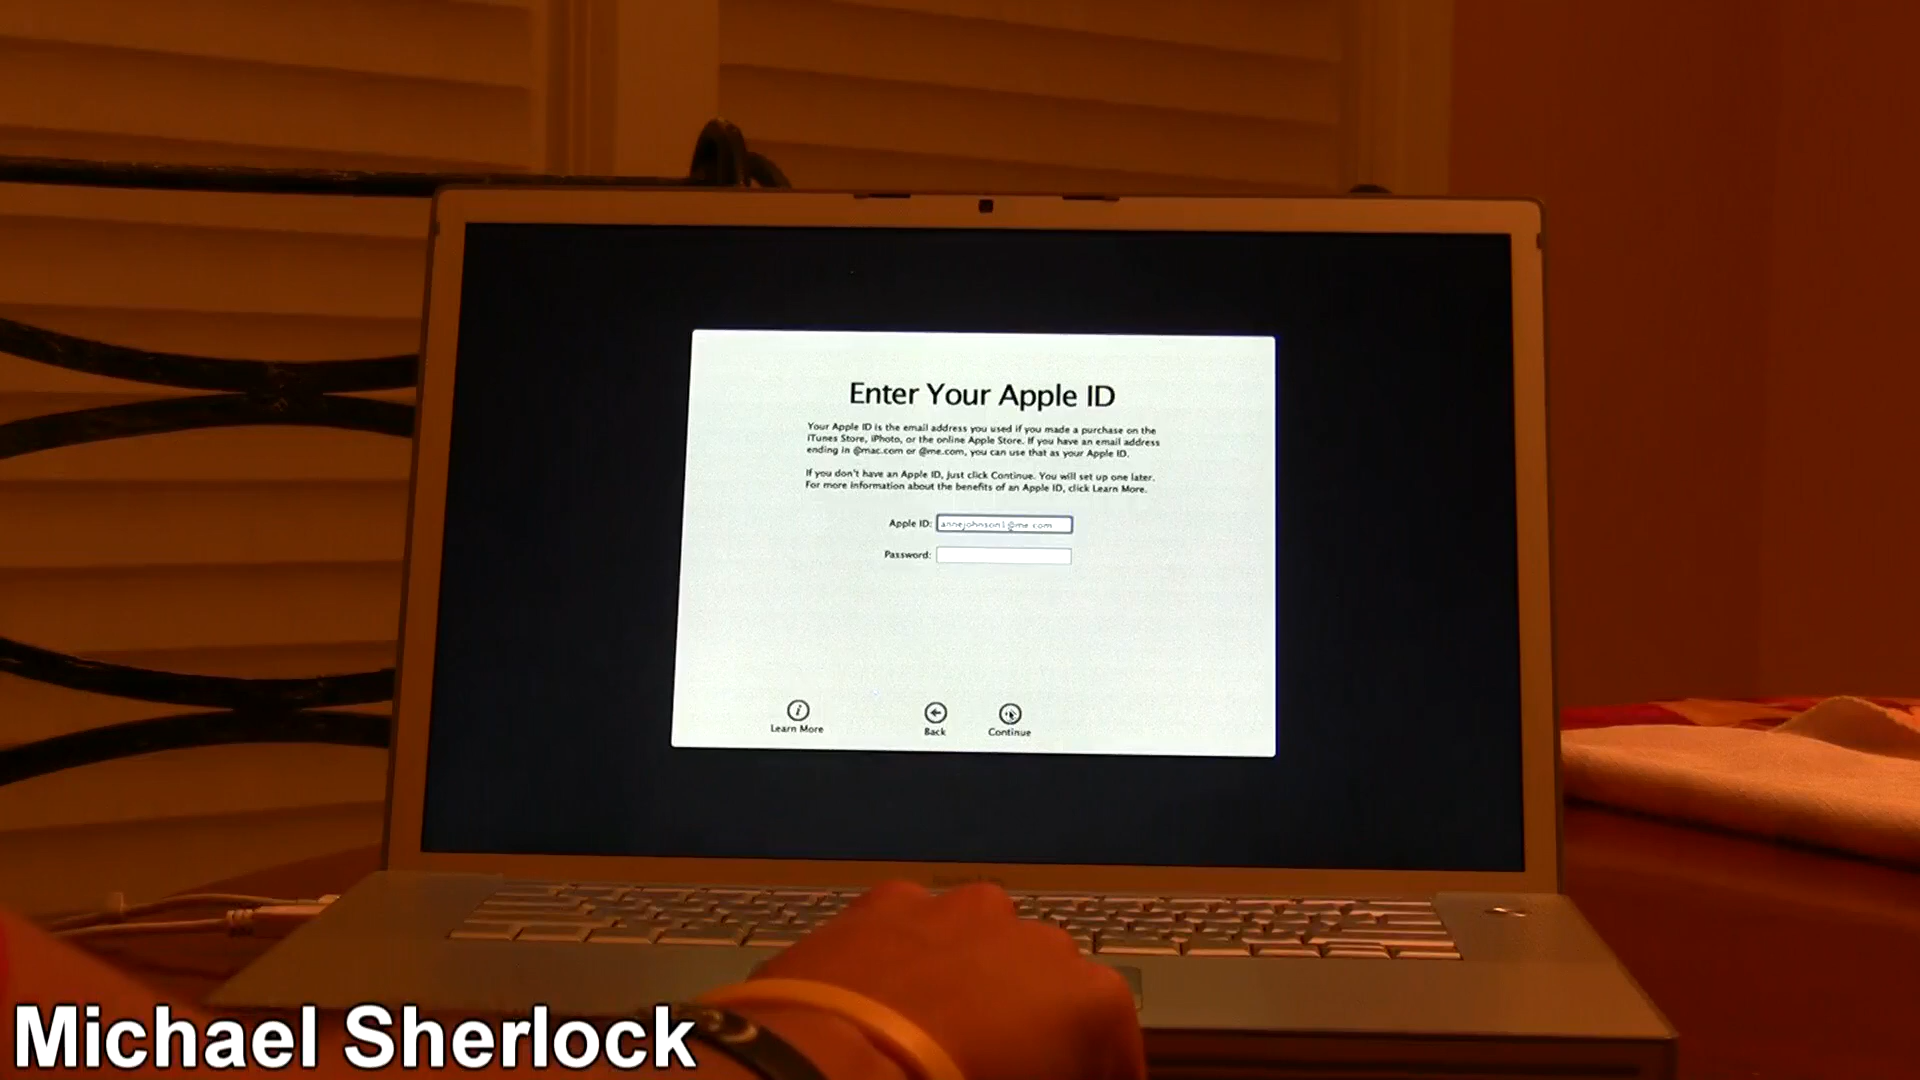 Enter Your Apple ID
Your Apple ID is the email address you used if you made a purchase on the
iTunes Store, iPhoto, or the online Apple Store. If you have an email address
ending in @mac.com or @me.com, you can use that as your Apple ID.
If you don't have an Apple ID, just click Continue. You will set up one later.
For more information about the benefits of an Apple ID, click Learn More.
Apple ID: annejohnson1@me.com
Password:
Learn More
Back
Continue
Michael Sherlock